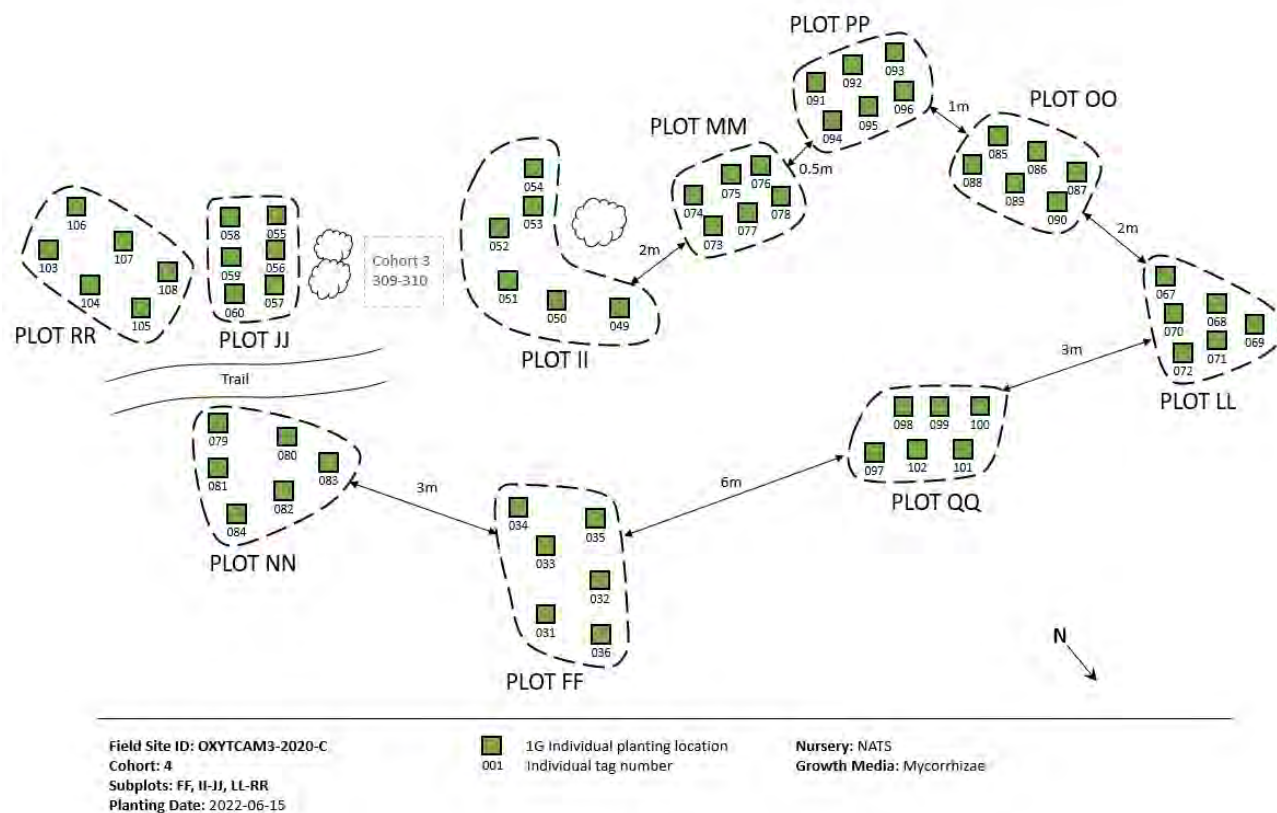 PLOT PP
093
092
091
096
095
094
1m
PLOT OO
085
086
088
087
089
090
PLOT MM
0.5m
076
075
074
078
077
073
2m
2m
054
053
052
051
050
049
PLOT II
106
107
103
108
104
105
PLOT RR
058
055
059
056
060
057
PLOT JJ
Cohort 3
309-310
067
068
070
069
071
072
PLOT LL
3m
Trail
098
099
100
097
102
101
PLOT QQ
6m
079
080
081
083
082
084
PLOT NN
3m
034
035
033
032
031
036
PLOT FF
N
Field Site ID: OXYTCAM3-2020-C
Cohort: 4
Subplots: FF, II-JJ, LL-RR
Planting Date: 2022-06-15
1G Individual planting location
001 Individual tag number
Nursery: NATS
Growth Media: Mycorrhizae